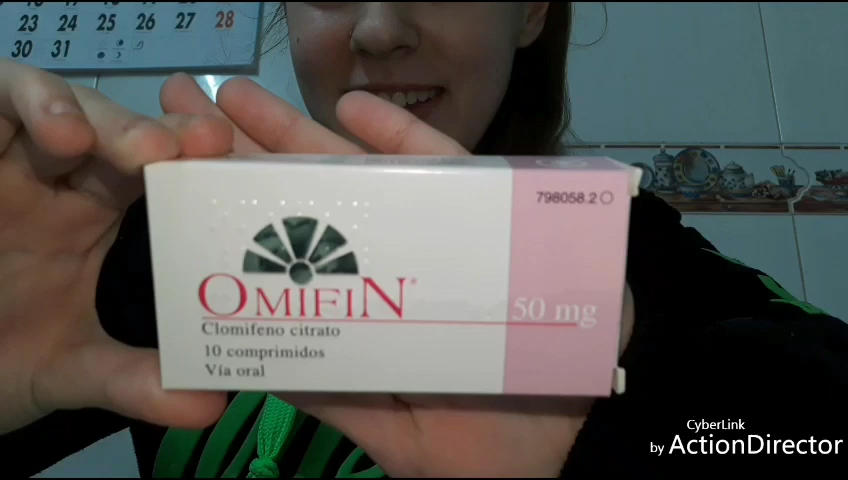 23 24 25 26 27 28
30 31
798058.2
OMIFIN®
50 mg
Clomifeno citrato
10 comprimidos
Vía oral
CyberLink
by ActionDirector